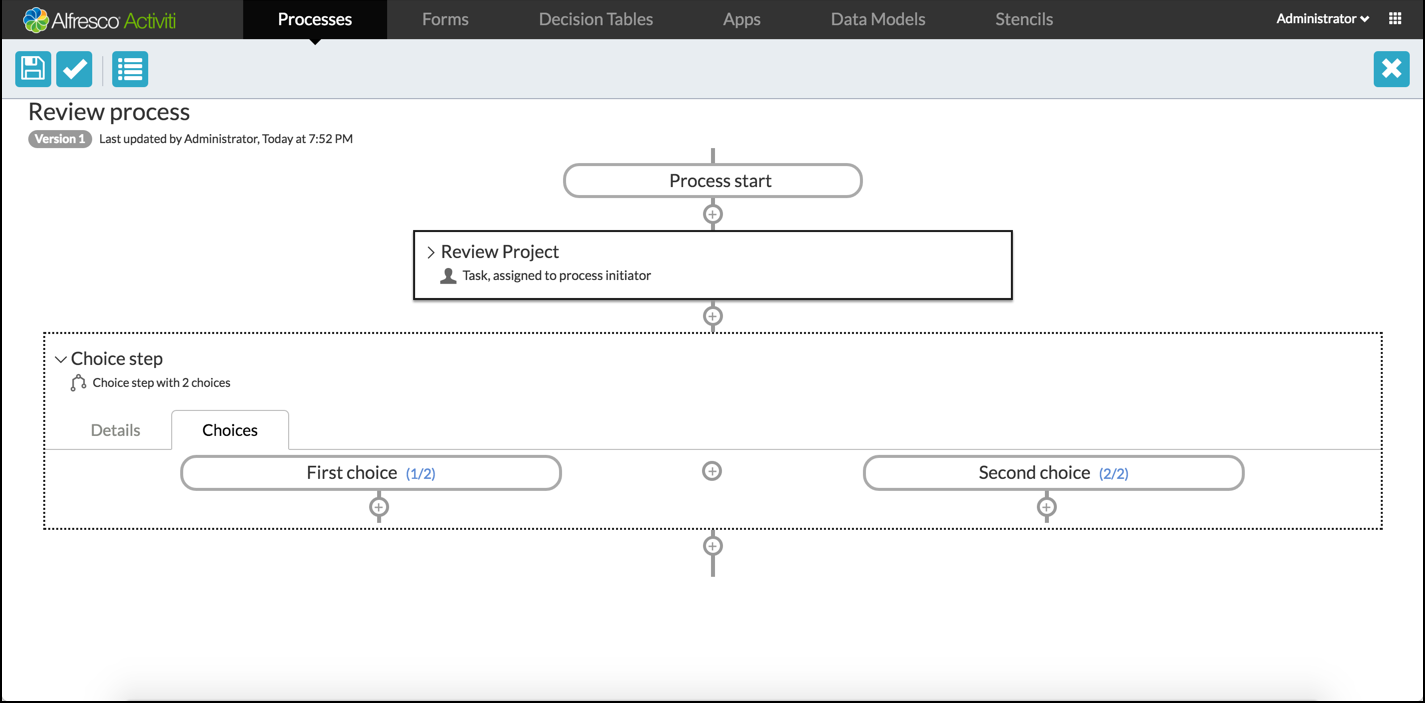 Alfresco Activiti Processes Forms Decision Tables Apps Data Models Stencils Administrator
Review process
Version 1 Last updated by Administrator, Today at 7:52 PM
Process start
Review Project
Task, assigned to process initiator
Choice step
Choice step with 2 choices
Details Choices
First choice (1/2) Second choice (2/2)